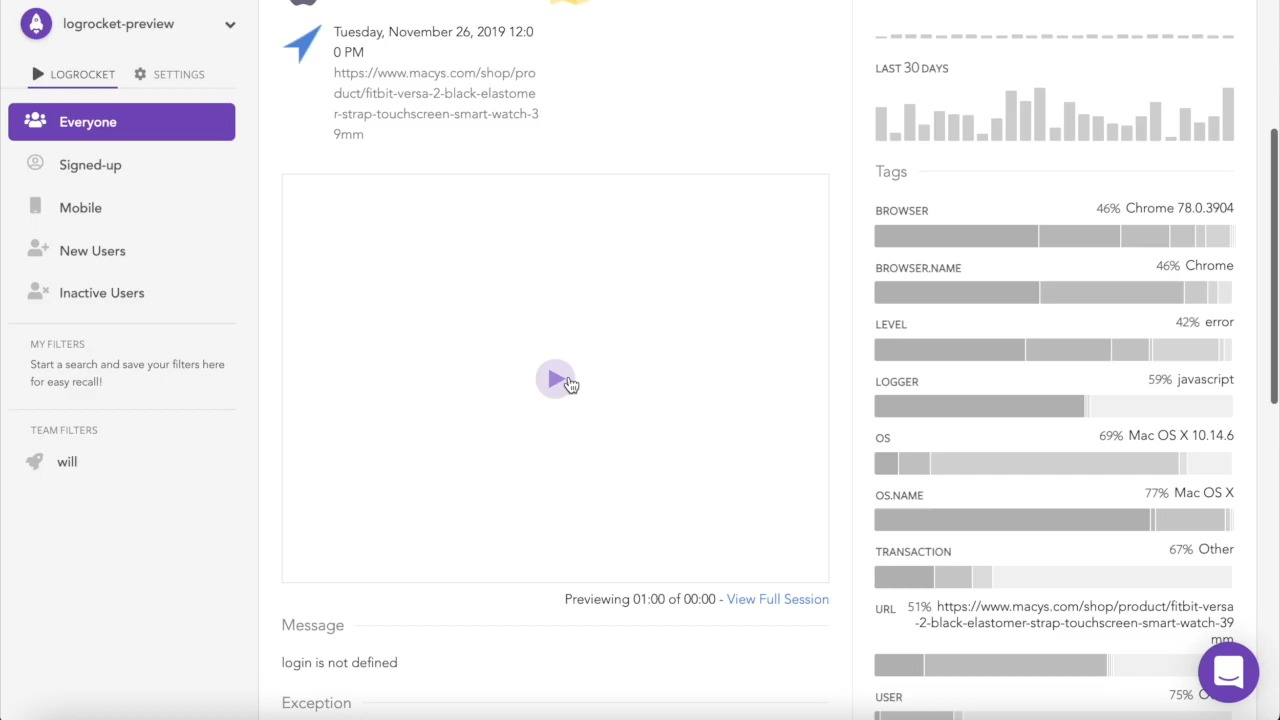 logrocket-preview
LOGROCKET
SETTINGS
Everyone
Signed-up
Mobile
New Users
Inactive Users
MY FILTERS
Start a search and save your filters here
for easy recall!
TEAM FILTERS
will
Tuesday, November 26, 2019 12:0
0 PM
https://www.macys.com/shop/pro
duct/fitbit-versa-2-black-elastome
r-strap-touchscreen-smart-watch-3
9mm
Previewing 01:00 of 00:00 - View Full Session
Message
login is not defined
Exception
LAST 30 DAYS
Tags
BROWSER 46% Chrome 78.0.3904
BROWSER.NAME 46% Chrome
LEVEL 42% error
LOGGER 59% javascript
OS 69% Mac OS X 10.14.6
OS.NAME 77% Mac OS X
TRANSACTION 67% Other
URL 51% https://www.macys.com/shop/product/fitbit-versa
-2-black-elastomer-strap-touchscreen-smart-watch-39
mm
USER 75%